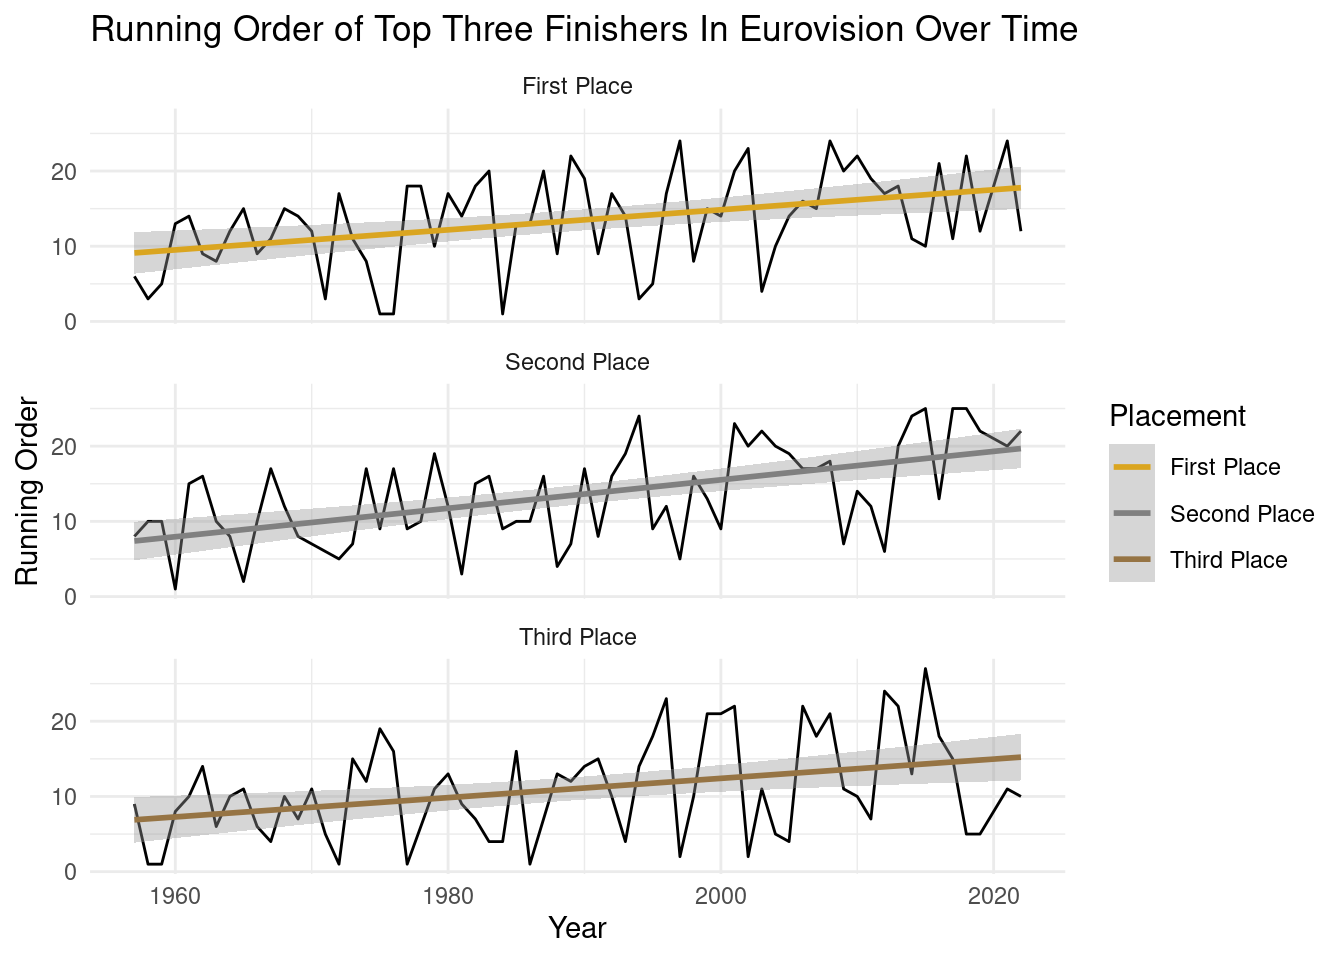 Running Order of Top Three Finishers In Eurovision Over Time
First Place
20
10
0
Second Place
20
10
0
Third Place
20
10
0
1960 1980 2000 2020
Year
Running Order
Placement
First Place
Second Place
Third Place